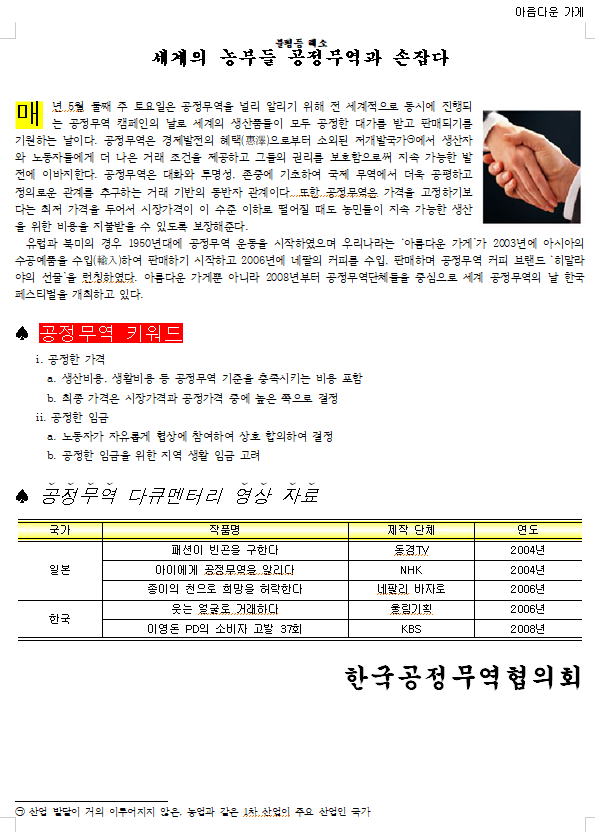 아름다운 가게
불평등 해소
세계의 농부들 공정무역과 손잡다
매년 5월 둘째 주 토요일은 공정무역을 널리 알리기 위해 전 세계적으로 동시에 진행되
는 공정무역 캠페인의 날로 세계의 생산품들이 모두 공정한 대가를 받고 판매되기를
기원하는 날이다. 공정무역은 경제발전의 혜택(惠澤)으로부터 소외된 저개발국가㉠에서 생산자
와 노동자들에게 더 나은 거래 조건을 제공하고 그들의 권리를 보호함으로써 지속 가능한 발
전에 이바지한다. 공정무역은 대화와 투명성, 존중에 기초하여 국제 무역에서 더욱 공평하고
정의로운 관계를 추구하는 거래 기반의 동반자 관계이다. 또한 공정무역은 가격을 고정하기보
다는 최저 가격을 두어서 시장가격이 이 수준 이하로 떨어질 때도 농민들이 지속 가능한 생산
을 위한 비용을 지불받을 수 있도록 보장해준다.
유럽과 북미의 경우 1950년대에 공정무역 운동을 시작하였으며 우리나라는 '아름다운 가게'가 2003년에 아시아의
수공예품을 수입(輸入)하여 판매하기 시작하고 2006년에 네팔의 커피를 수입, 판매하며 공정무역 커피 브랜드 '히말라
야의 선물'을 런칭하였다. 아름다운 가게뿐 아니라 2008년부터 공정무역단체들을 중심으로 세계 공정무역의 날 한국
페스티벌을 개최하고 있다.
♠ 공정무역 키워드
i. 공정한 가격
a. 생산비용, 생활비용 등 공정무역 기준을 충족시키는 비용 포함
b. 최종 가격은 시장가격과 공정가격 중에 높은 쪽으로 결정
ii. 공정한 임금
a. 노동자가 자유롭게 협상에 참여하여 상호 합의하여 결정
b. 공정한 임금을 위한 지역 생활 임금 고려
♠ 공정무역 다큐멘터리 영상 자료
국가 작품명 제작 단체 연도
패션이 빈곤을 구한다 동경TV 2004년
일본 아이에게 공정무역을 알리다 NHK 2004년
종이의 천으로 희망을 허락한다 네팔리 바자로 2006년
한국 웃는 얼굴로 거래하다 울림기획 2006년
이영돈 PD의 소비자 고발 37회 KBS 2008년
한국공정무역협의회
㉠ 산업 발달이 거의 이루어지지 않은, 농업과 같은 1차 산업이 주요 산업인 국가